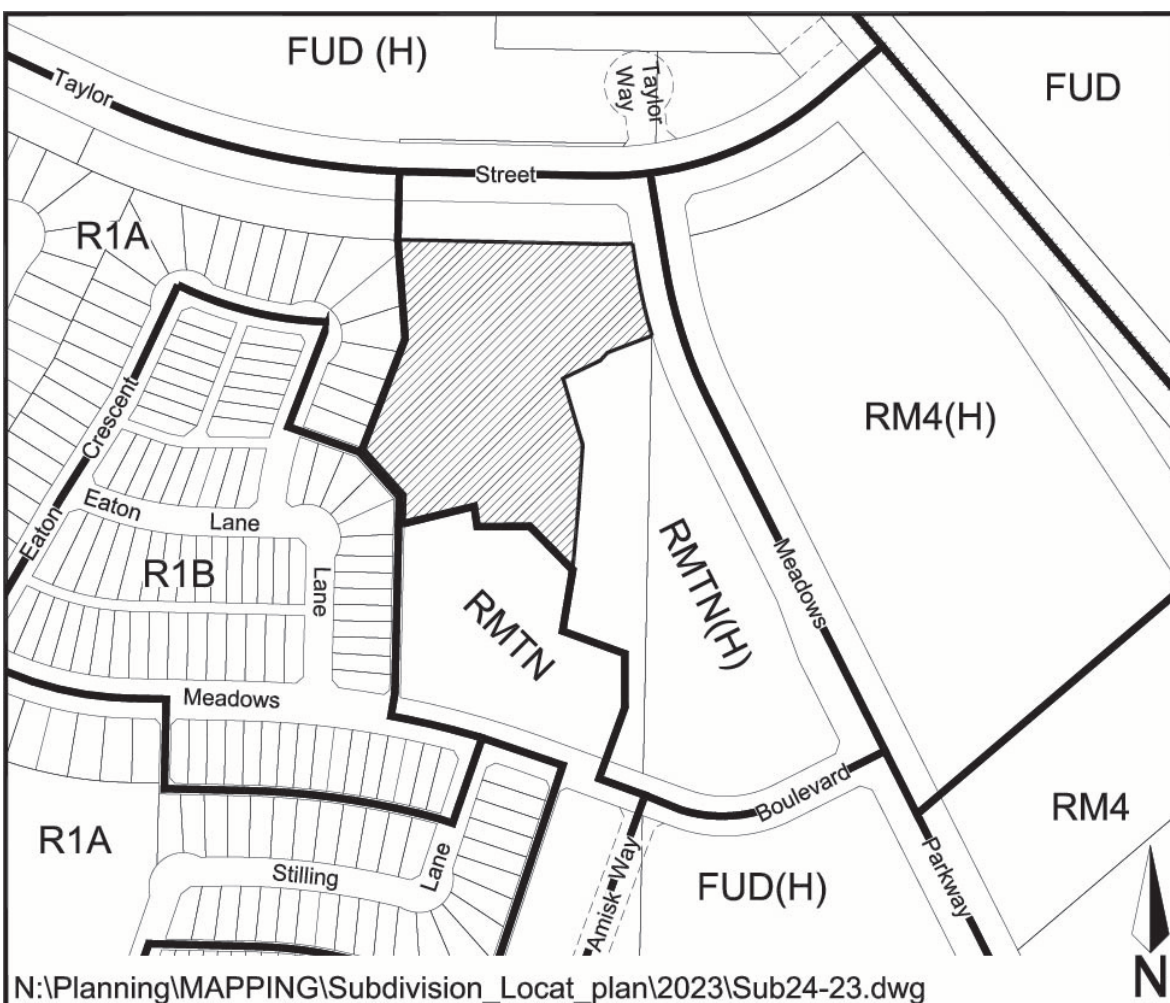 FUD (H)
FUD
Taylor
Taylor
Way
Street
R1A
RM4(H)
Eaton Crescent
Eaton Lane
R1B
Lane
RMTN
RMTN(H)
Meadows
Meadows
Boulevard
RM4
R1A
Lane
Stilling
Amisk Way
FUD(H)
Parkway
N
N:\Planning\MAPPING\Subdivision_Locat_plan\2023\Sub24-23.dwg